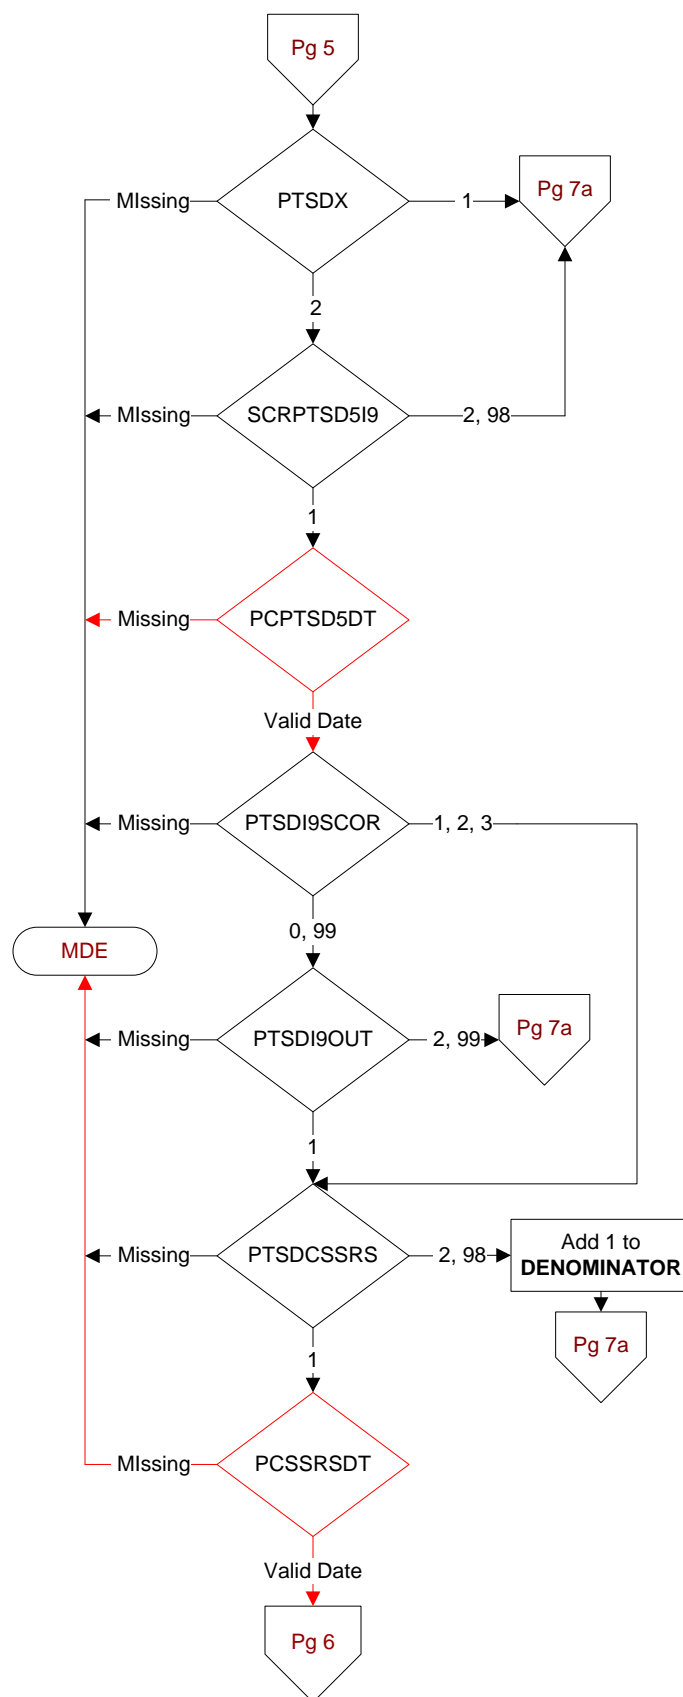 Pg 5
PTSDX
MIssing
1
Pg 7a
2
SCRPTSD5I9
MIssing
2, 98
1
PCPTSD5DT
Missing
Valid Date
PTSDI9SCOR
Missing
1, 2, 3
0, 99
MDE
PTSDI9OUT
Missing
2, 99
Pg 7a
1
PTSDCSSRS
Missing
2, 98
Add 1 to
DENOMINATOR
Pg 7a
1
PCSSRSDT
MIssing
Valid Date
Pg 6